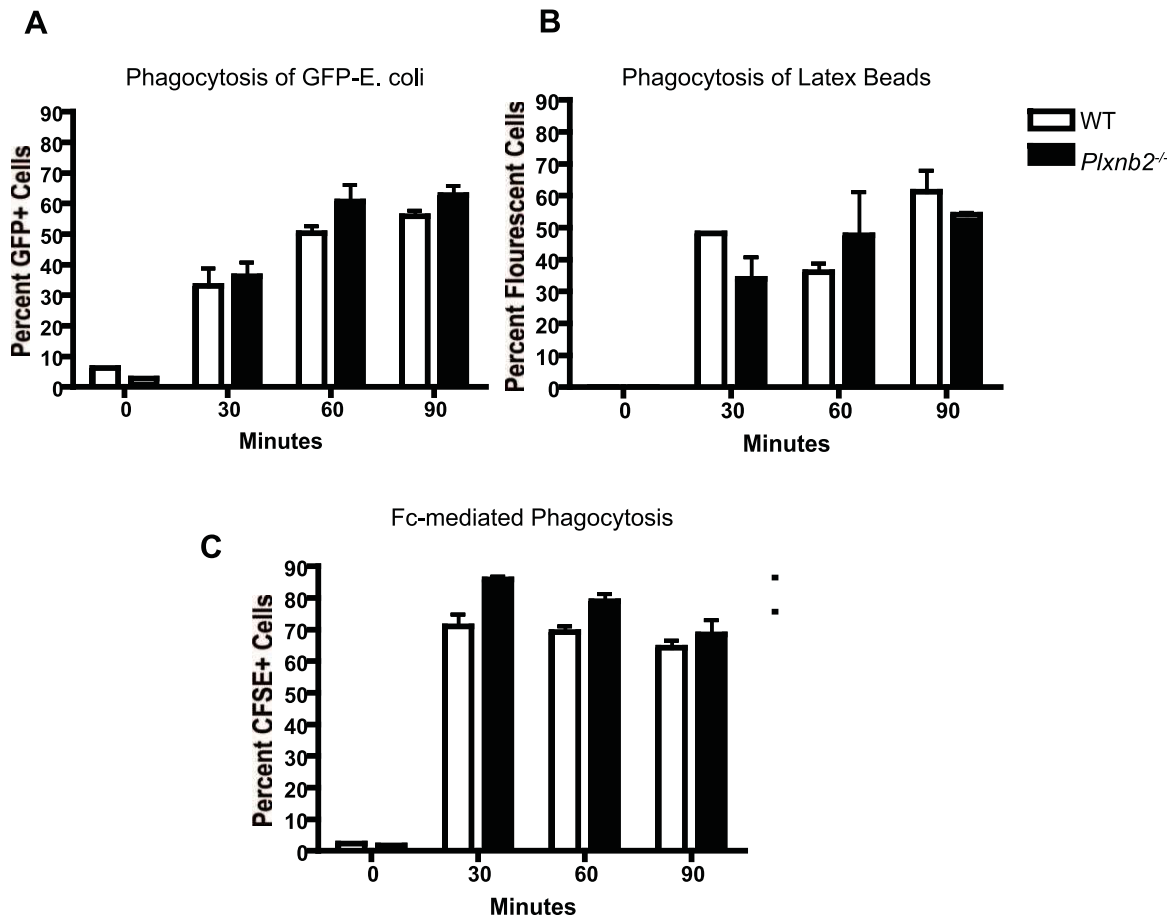 A
Phagocytosis of GFP-E. coli
Percent GFP+ Cells
90
80
70
60
50
40
30
20
10
0
0 30 60 90
Minutes
B
Phagocytosis of Latex Beads
Percent Flourescent Cells
90
80
70
60
50
40
30
20
10
0
0 30 60 90
Minutes
WT
Plxnb2-/-
C
Fc-mediated Phagocytosis
Percent CFSE+ Cells
90
80
70
60
50
40
30
20
10
0
0 30 60 90
Minutes